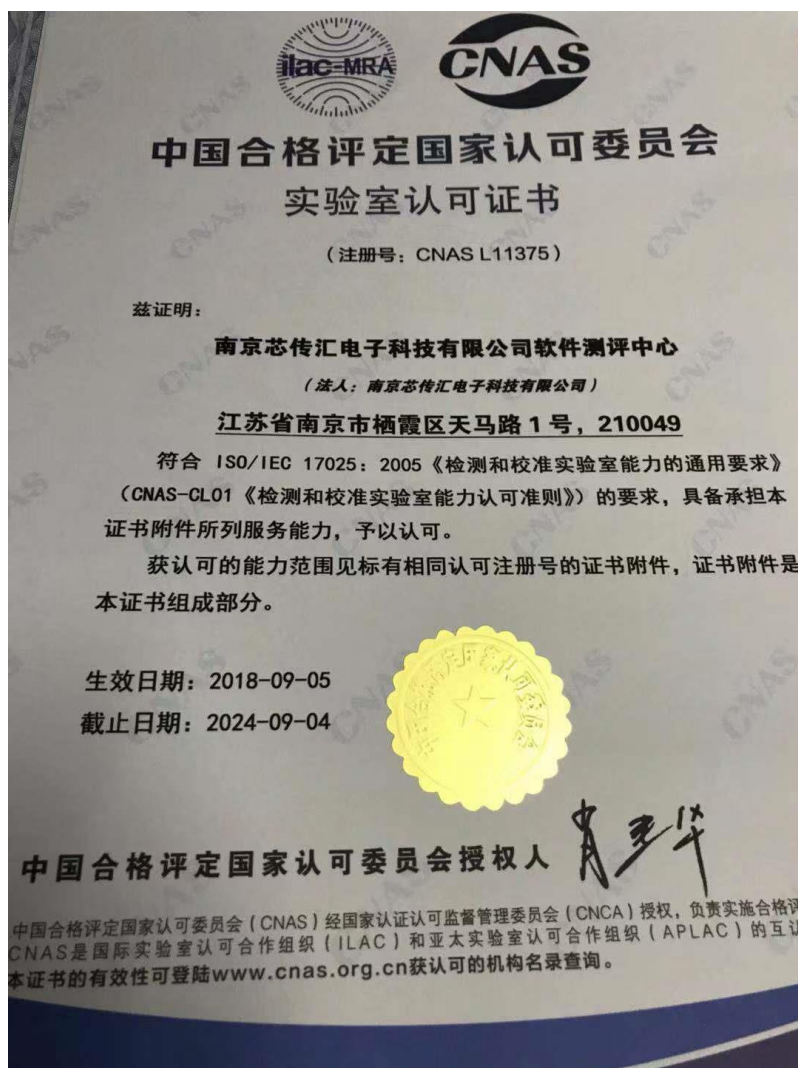 ilac-MRA
CNAS
中国合格评定国家认可委员会
实验室认可证书
（注册号：CNAS L11375）
兹证明：
南京芯传汇电子科技有限公司软件测评中心
（法人：南京芯传汇电子科技有限公司）
江苏省南京市栖霞区天马路1号，210049
符合 ISO/IEC 17025：2005《检测和校准实验室能力的通用要求》
（CNAS-CL01《检测和校准实验室能力认可准则》）的要求，具备承担本
证书附件所列服务能力，予以认可。
获认可的能力范围见标有相同认可注册号的证书附件，证书附件是
本证书组成部分。
生效日期：2018-09-05
截止日期：2024-09-04
中国合格评定国家认可委员会
中国合格评定国家认可委员会授权人
中国合格评定国家认可委员会（CNAS）经国家认证认可监督管理委员会（CNCA）授权，负责实施合格评
CNAS是国际实验室认可合作组织（ILAC）和亚太实验室认可合作组织（APLAC）的互认
本证书的有效性可登陆www.cnas.org.cn获认可的机构名录查询。